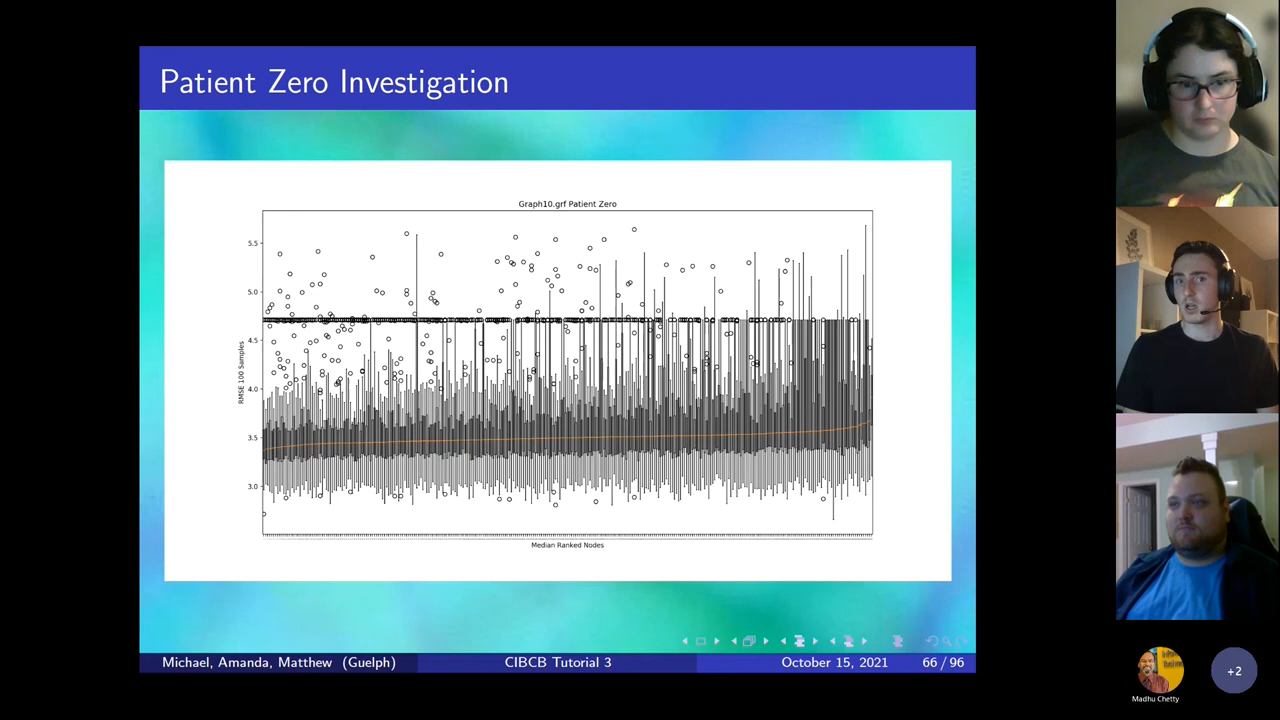 Patient Zero Investigation
Graph10.grf Patient Zero
5.5
5.0
4.5
4.0
3.5
3.0
RMSE 100 Samples
Median Ranked Nodes
Michael, Amanda, Matthew (Guelph)
CIBCB Tutorial 3
October 15, 2021
66 / 96
Madhu Chetty
+2